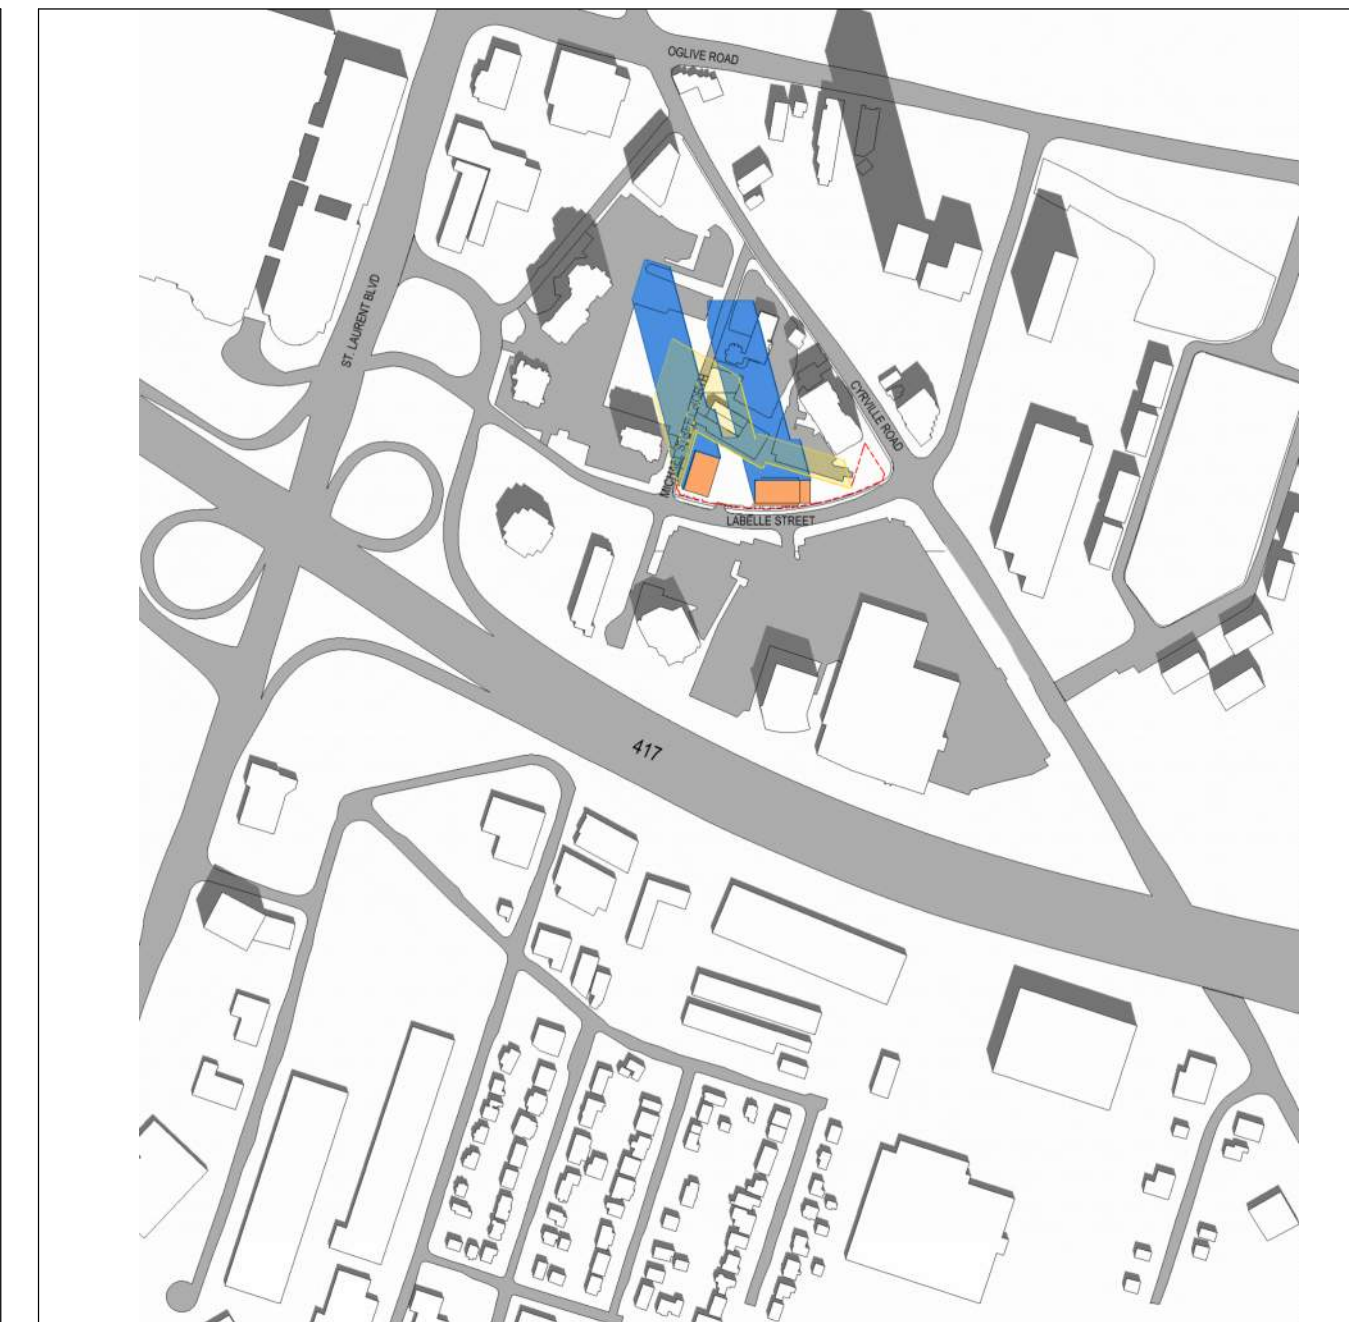 OGLIVE ROAD
ST. LAURENT BLVD
CYRVILLE ROAD
LABELLE STREET
417